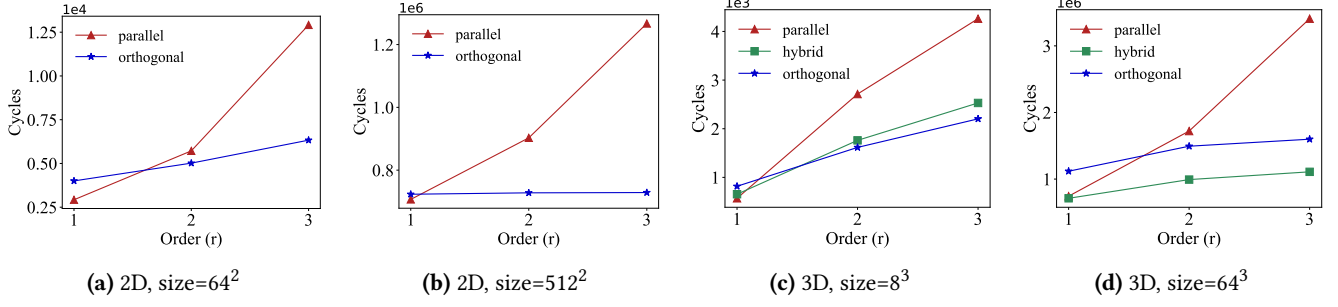 1e4
parallel
orthogonal
Cycles
1.25
1.00
0.75
0.50
0.25
1
2
3
Order (r)
(a) 2D, size=64²
1e6
parallel
orthogonal
Cycles
1.2
1.0
0.8
1
2
3
Order (r)
(b) 2D, size=512²
1e3
parallel
hybrid
orthogonal
Cycles
4
3
2
1
1
2
3
Order (r)
(c) 3D, size=8³
1e6
parallel
hybrid
orthogonal
Cycles
3
2
1
1
2
3
Order (r)
(d) 3D, size=64³